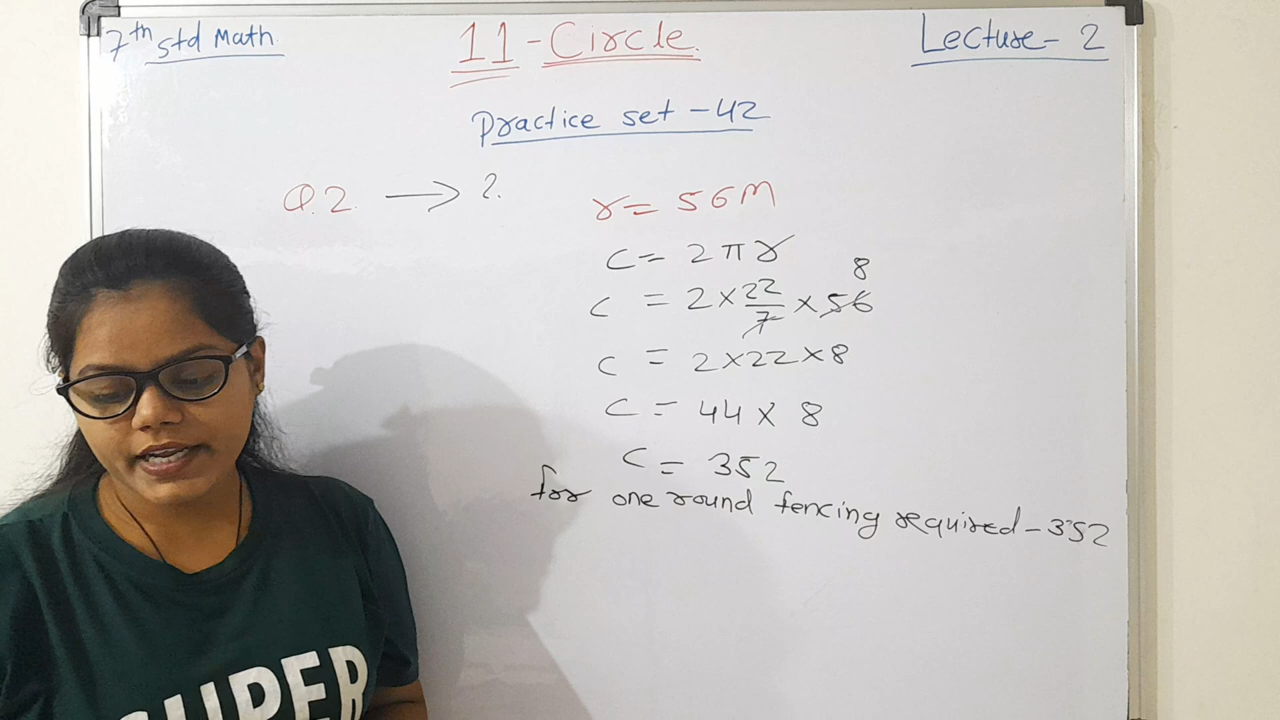 7th std Math
11 - Circle.
Lecture - 2
Practice set - 42
Q.2. → 2.
r = 56 M
C = 2πr
C = 2 × 22/7 × 56 8
C = 2 × 22 × 8
C = 44 × 8
C = 352
for one round fencing required - 352
SUPER